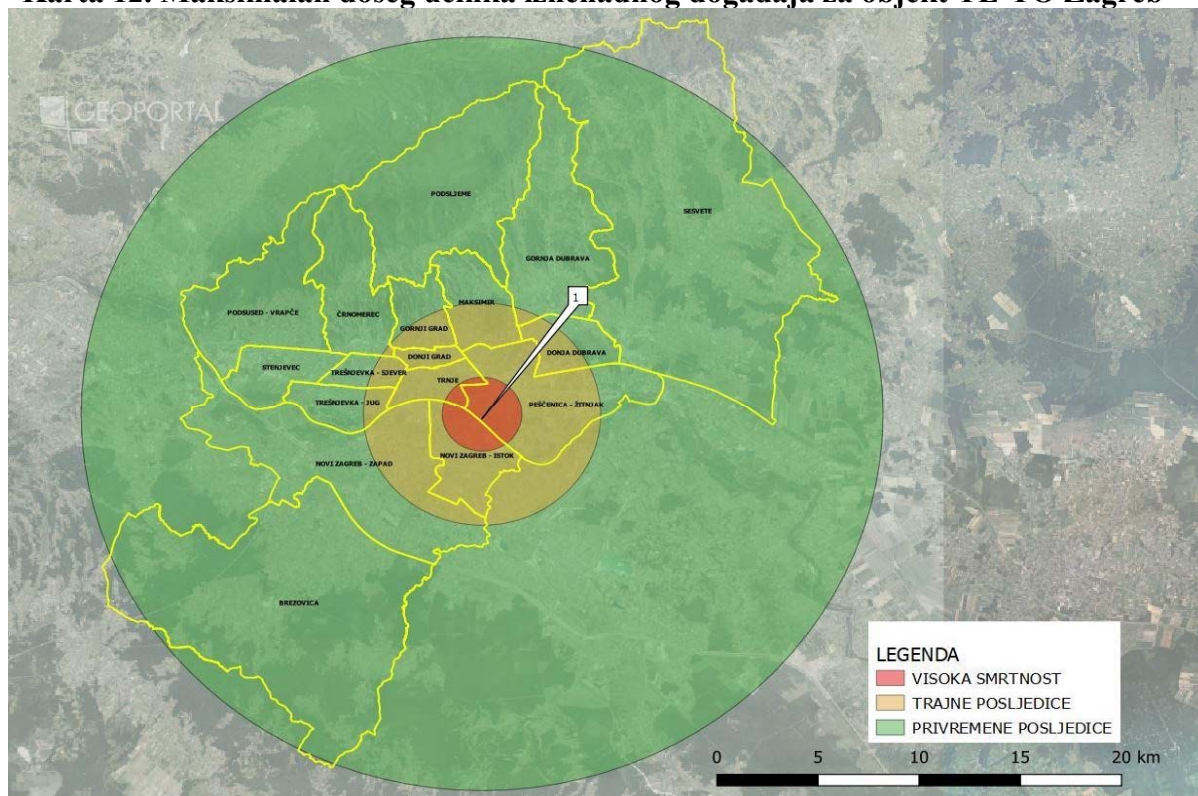 Karta 12. Maksimalan doseg učinka iznenadnog događaja za objekt TE-TO Zagreb
GEOPORTAL
PODSLJEME
SESVETE
GORNJA DUBRAVA
1
MAKSIMIR
PODSUSED - VRAPČE
ČRNOMEREC
GORNJI GRAD
DONJI GRAD
DONJA DUBRAVA
STENJEVEC
TREŠNJEVKA - SJEVER
TRNJE
TREŠNJEVKA - JUG
PEŠČENICA - ŽITNJAK
NOVI ZAGREB - ISTOK
NOVI ZAGREB - ZAPAD
BREZOVICA
LEGENDA
VISOKA SMRTNOST
TRAJNE POSLJEDICE
PRIVREMENE POSLJEDICE
0 5 10 15 20 km